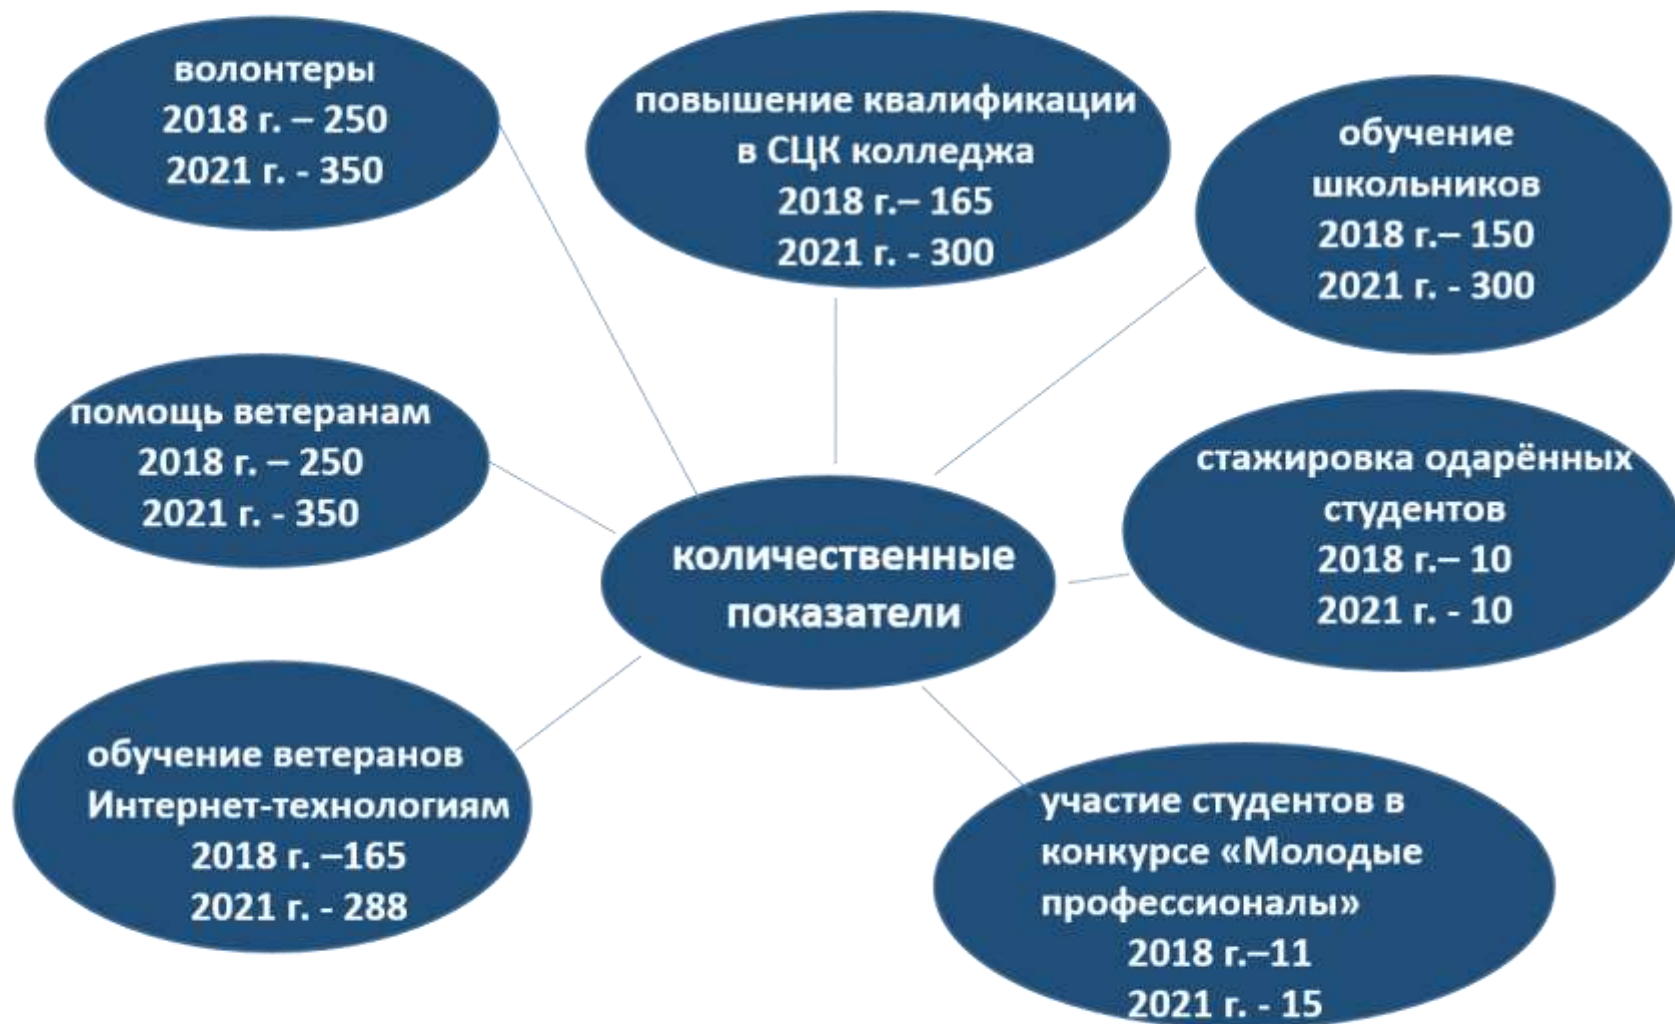 волонтеры
2018 г. – 250
2021 г. - 350
повышение квалификации
в СЦК колледжа
2018 г.– 165
2021 г. - 300
обучение
школьников
2018 г.– 150
2021 г. - 300
помощь ветеранам
2018 г. – 250
2021 г. - 350
количественные
показатели
стажировка одарённых
студентов
2018 г.– 10
2021 г. - 10
обучение ветеранов
Интернет-технологиям
2018 г. –165
2021 г. - 288
участие студентов в
конкурсе «Молодые
профессионалы»
2018 г.–11
2021 г. - 15